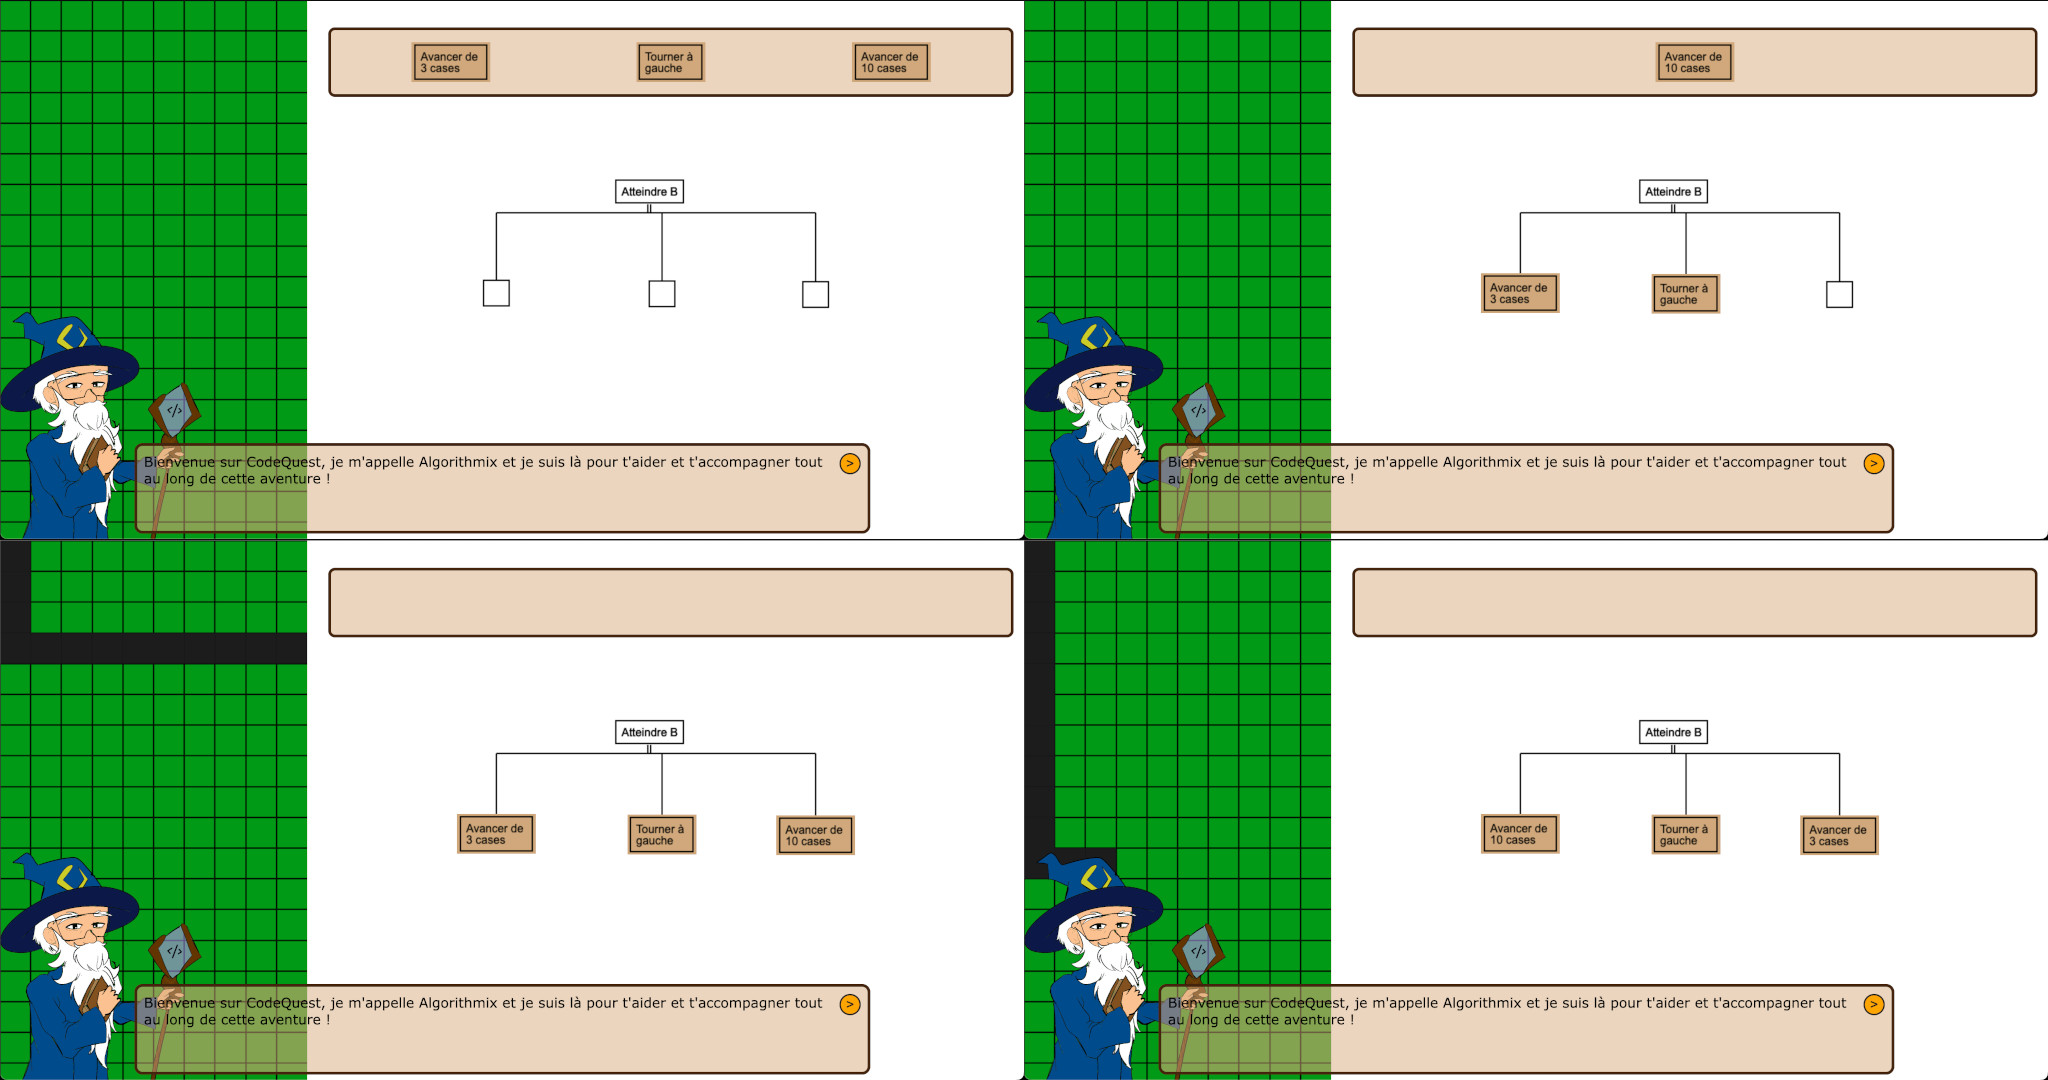 Avancer de
3 cases
Tourner à
gauche
Avancer de
10 cases
Atteindre B
</>
Bienvenue sur CodeQuest, je m'appelle Algorithmix et je suis là pour t'aider et t'accompagner tout
au long de cette aventure !
>
Avancer de
10 cases
Atteindre B
Avancer de
3 cases
Tourner à
gauche
</>
Bienvenue sur CodeQuest, je m'appelle Algorithmix et je suis là pour t'aider et t'accompagner tout
au long de cette aventure !
>
Atteindre B
Avancer de
3 cases
Tourner à
gauche
Avancer de
10 cases
</>
Bienvenue sur CodeQuest, je m'appelle Algorithmix et je suis là pour t'aider et t'accompagner tout
au long de cette aventure !
>
Atteindre B
Avancer de
10 cases
Tourner à
gauche
Avancer de
3 cases
</>
Bienvenue sur CodeQuest, je m'appelle Algorithmix et je suis là pour t'aider et t'accompagner tout
au long de cette aventure !
>